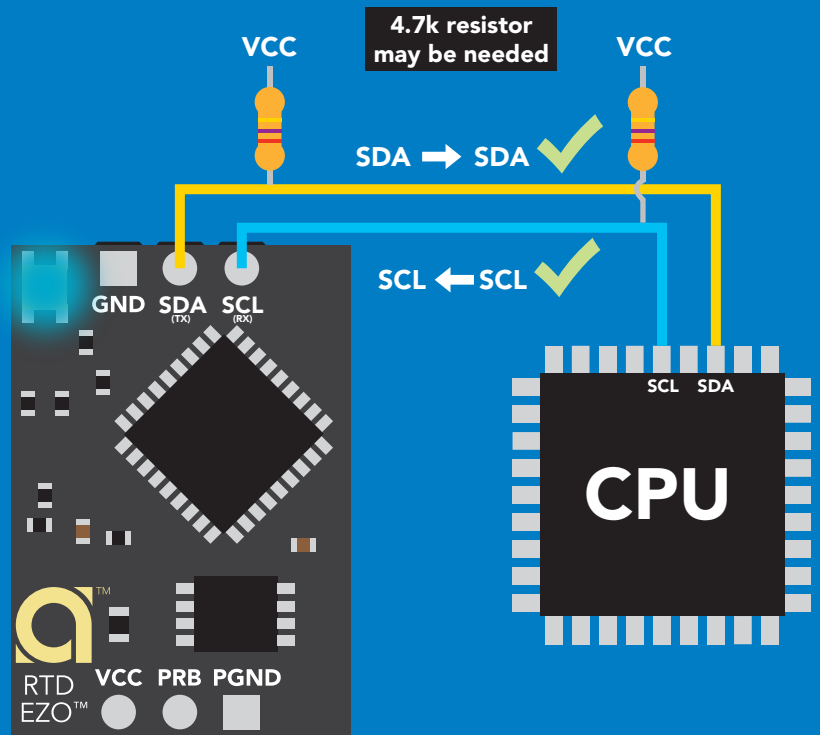 4.7k resistor
may be needed
VCC
VCC
SDA → SDA
SCL ← SCL
GND
SDA
(TX)
SCL
(RX)
SCL
SDA
CPU
a™
RTD
EZO™
VCC
PRB
PGND